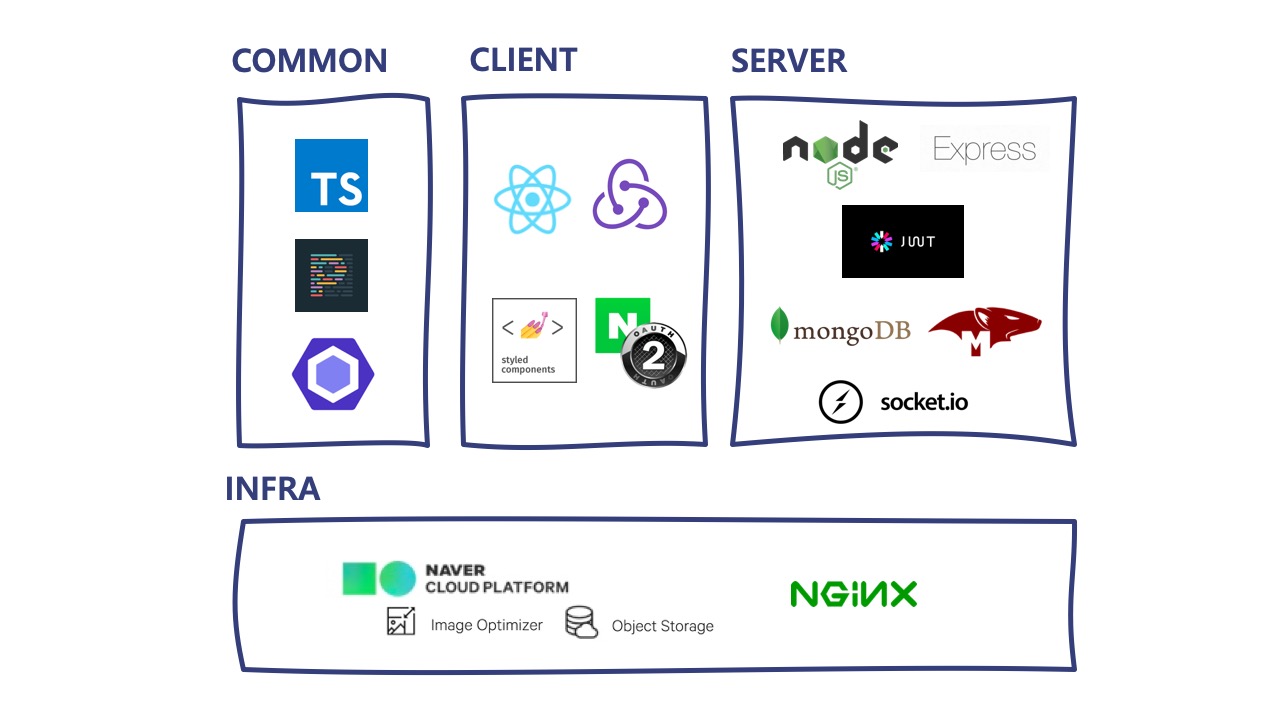 COMMON
CLIENT
SERVER
TS
node
JS
Express
JWT
mongoDB
M
N
OAUTH
2
OAUTH
styled
components
socket.io
INFRA
NAVER
CLOUD PLATFORM
NGiNX
Image Optimizer
Object Storage